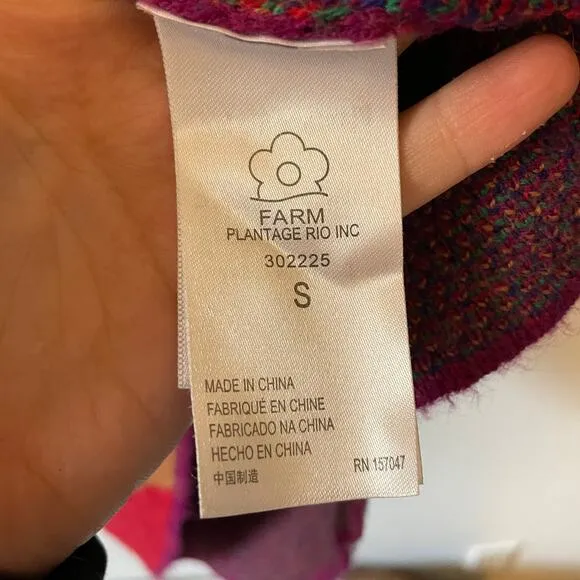 FARM
PLANTAGE RIO INC
302225
S
MADE IN CHINA
FABRIQUÉ EN CHINE
FABRICADO NA CHINA
HECHO EN CHINA
中国制造
RN 157047